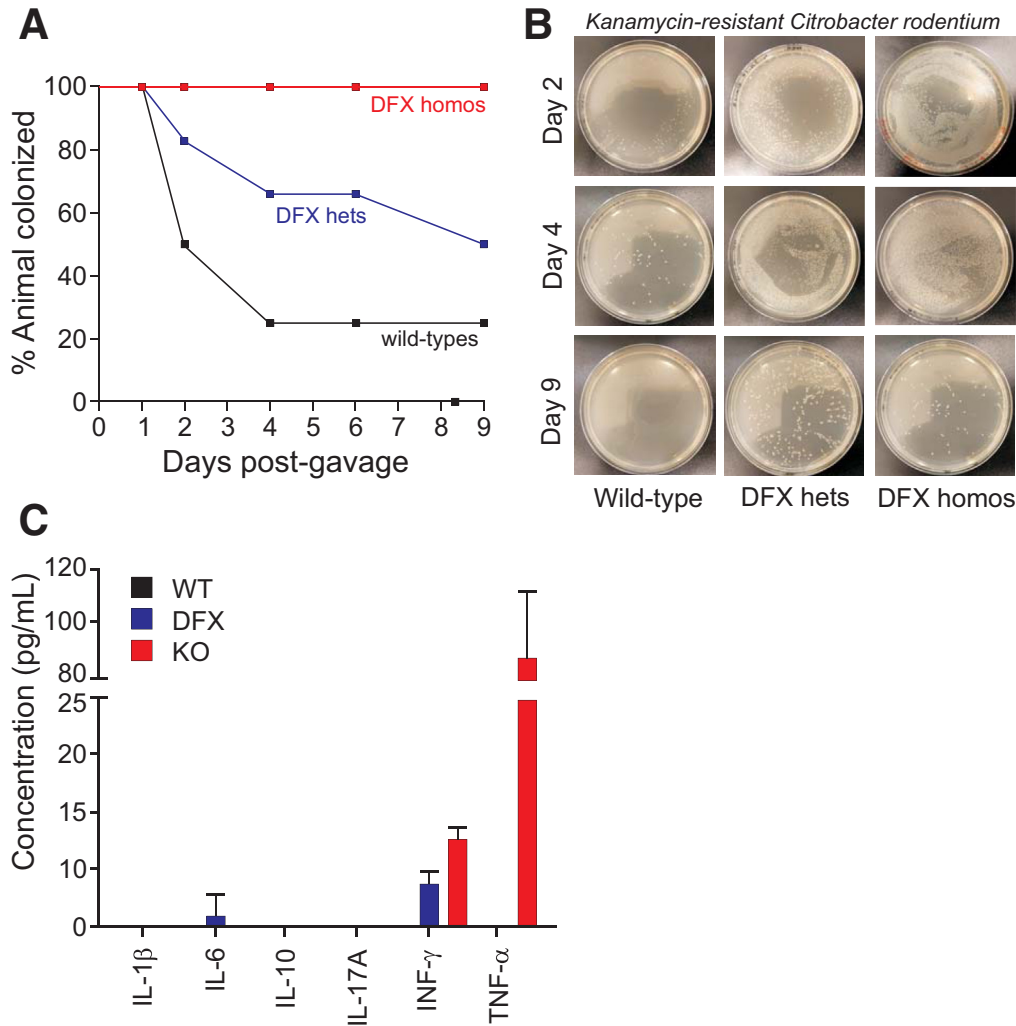 A
% Animal colonized
100
80
60
40
20
0
DFX homos
DFX hets
wild-types
0 1 2 3 4 5 6 7 8 9
Days post-gavage
B
Kanamycin-resistant Citrobacter rodentium
Day 2
Day 4
Day 9
Wild-type DFX hets DFX homos
C
Concentration (pg/mL)
120
100
80
25
20
15
10
0
WT
DFX
KO
IL-1β
IL-6
IL-10
IL-17A
INF-γ
TNF-α